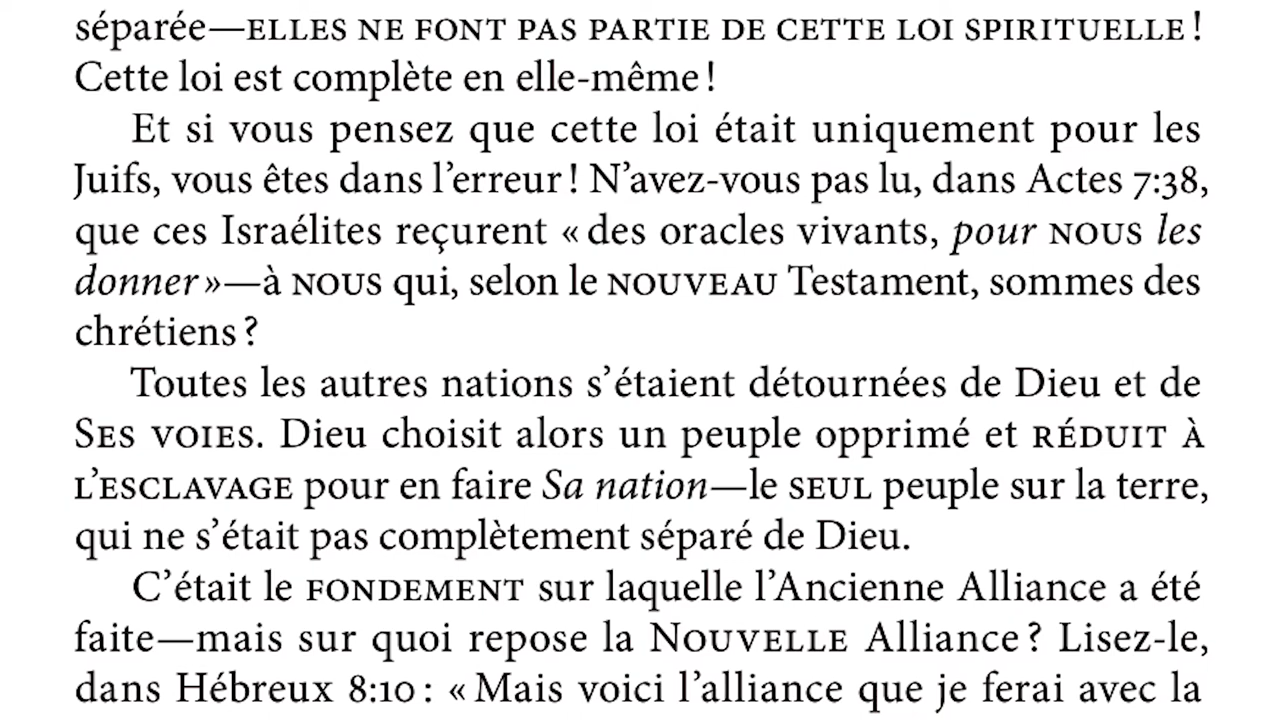 séparée—ELLES NE FONT PAS PARTIE DE CETTE LOI SPIRITUELLE !
Cette loi est complète en elle-même !
Et si vous pensez que cette loi était uniquement pour les
Juifs, vous êtes dans l’erreur ! N’avez-vous pas lu, dans Actes 7:38,
que ces Israélites reçurent « des oracles vivants, pour NOUS les
donner »—à NOUS qui, selon le NOUVEAU Testament, sommes des
chrétiens ?
Toutes les autres nations s’étaient détournées de Dieu et de
SES VOIES. Dieu choisit alors un peuple opprimé et RÉDUIT À
L’ESCLAVAGE pour en faire Sa nation—le SEUL peuple sur la terre,
qui ne s’était pas complètement séparé de Dieu.
C’était le FONDEMENT sur laquelle l’Ancienne Alliance a été
faite—mais sur quoi repose la NOUVELLE Alliance ? Lisez-le,
dans Hébreux 8:10 : « Mais voici l’alliance que je ferai avec la